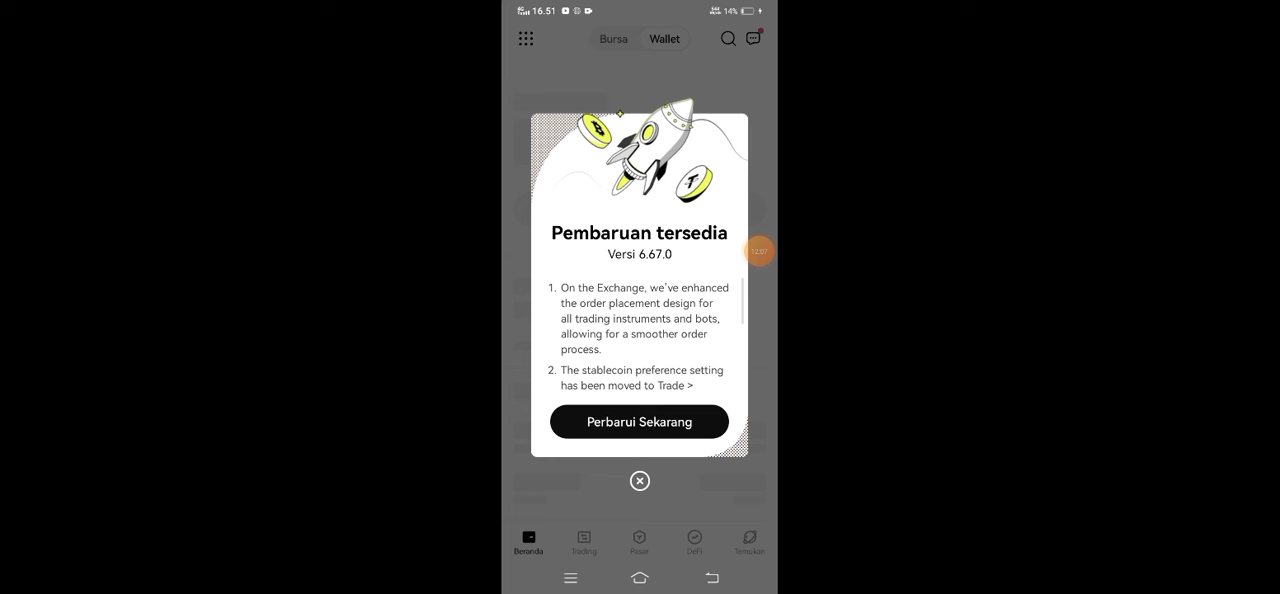 16.51
14%
Bursa
Wallet
Pembaruan tersedia
Versi 6.67.0
12:07
1. On the Exchange, we've enhanced
the order placement design for
all trading instruments and bots,
allowing for a smoother order
process.
2. The stablecoin preference setting
has been moved to Trade >
Perbarui Sekarang
Beranda
Trading
Pasar
DeFi
Temukan